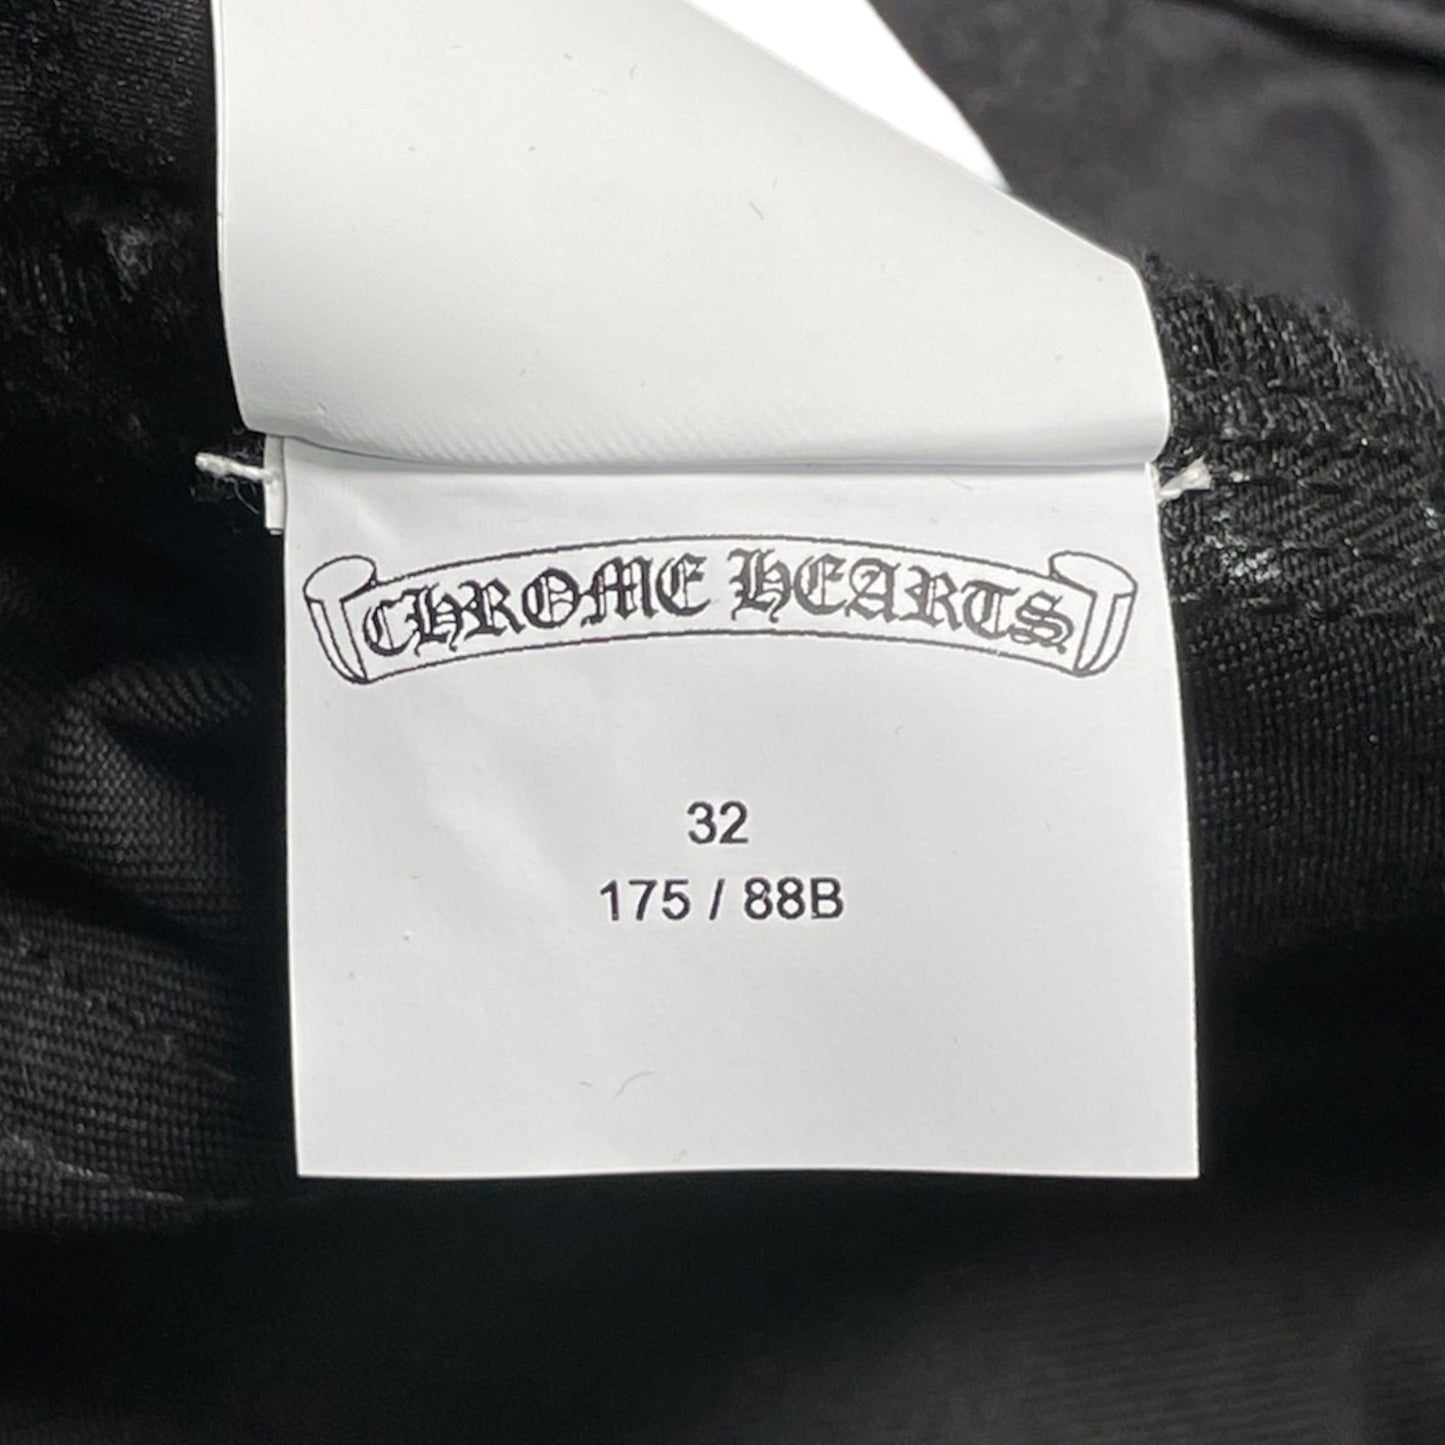 CHROME HEARTS
32
175 / 88B